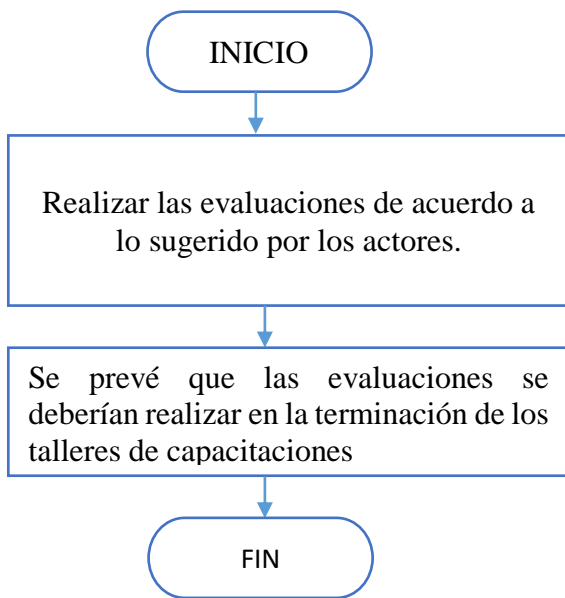 INICIO
Realizar las evaluaciones de acuerdo a
lo sugerido por los actores.
Se prevé que las evaluaciones se
deberían realizar en la terminación de los
talleres de capacitaciones
FIN